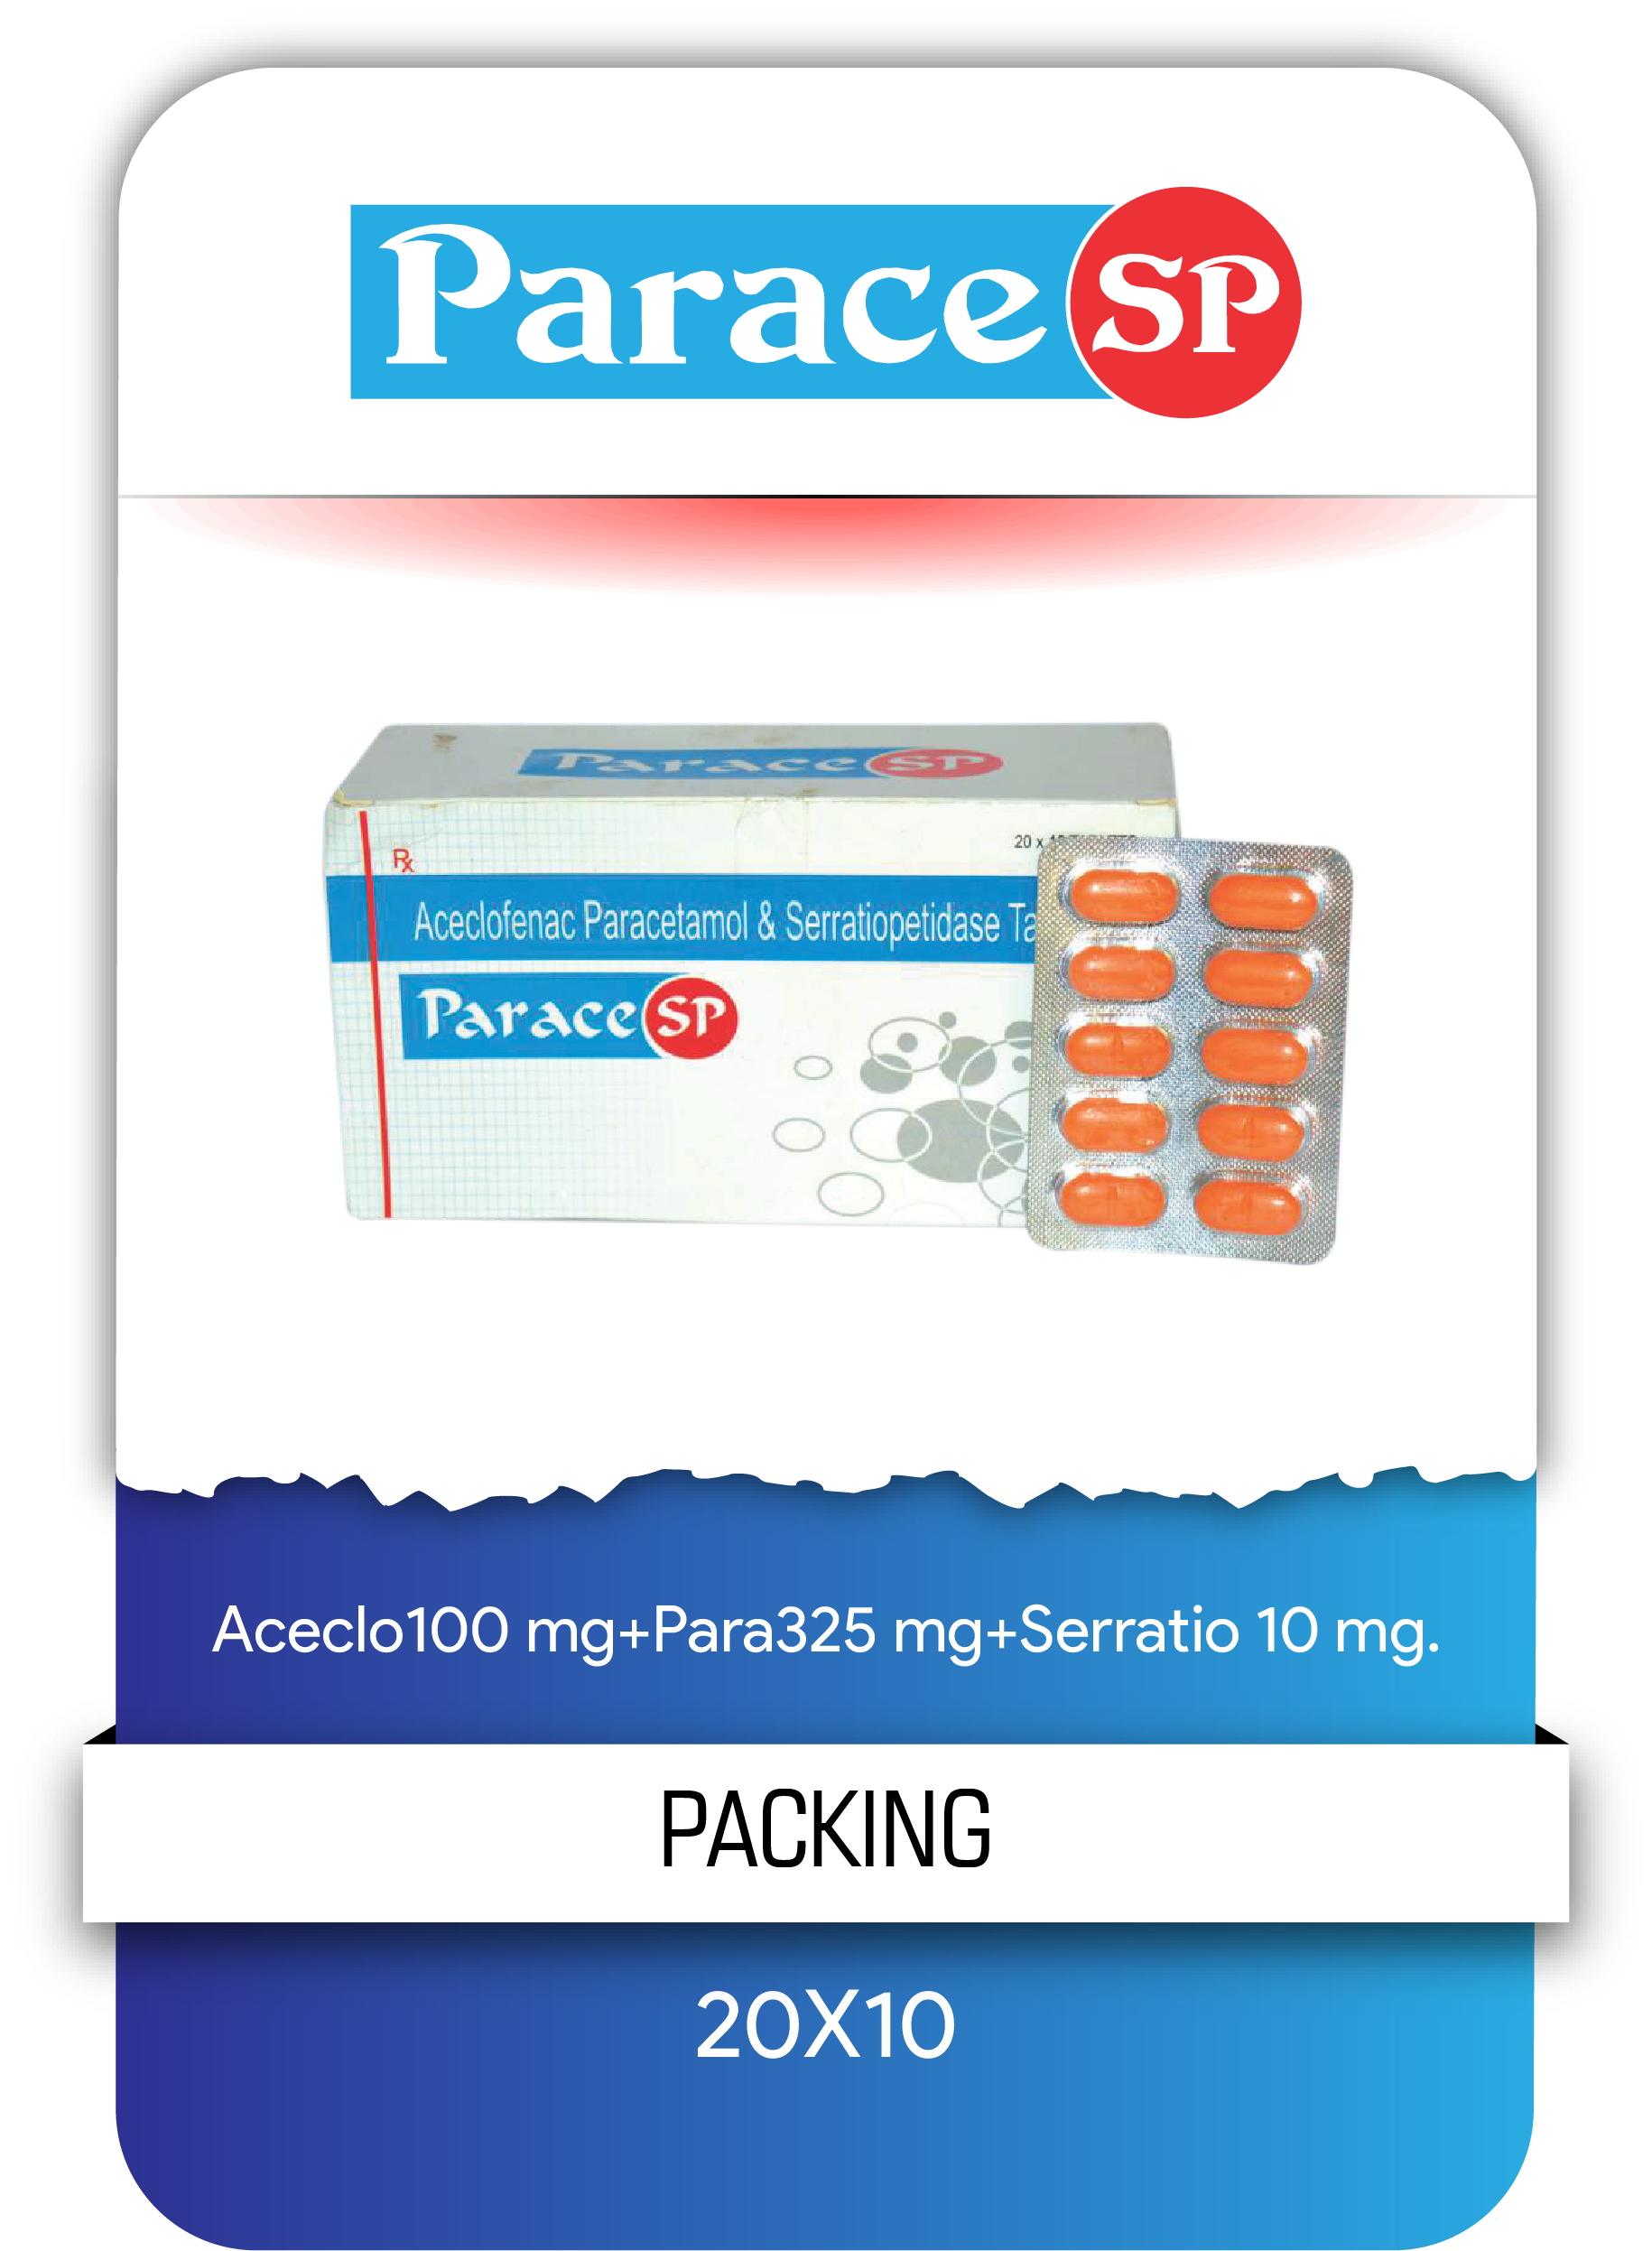 Parace SP
Parace SP
20 x
Rx
Aceclofenac Paracetamol & Serratiopetidase
Parace SP
Aceclo100 mg+Para325 mg+Serratio 10 mg.
PACKING
20X10